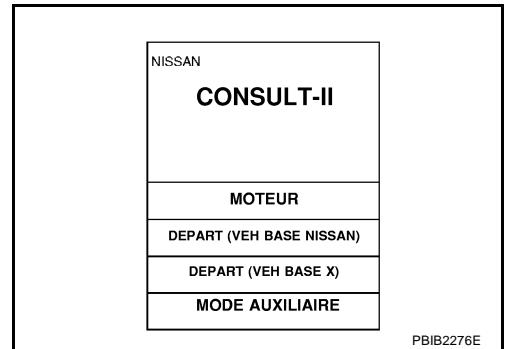 NISSAN
CONSULT-II
MOTEUR
DEPART (VEH BASE NISSAN)
DEPART (VEH BASE X)
MODE AUXILIAIRE
PBIB2276E